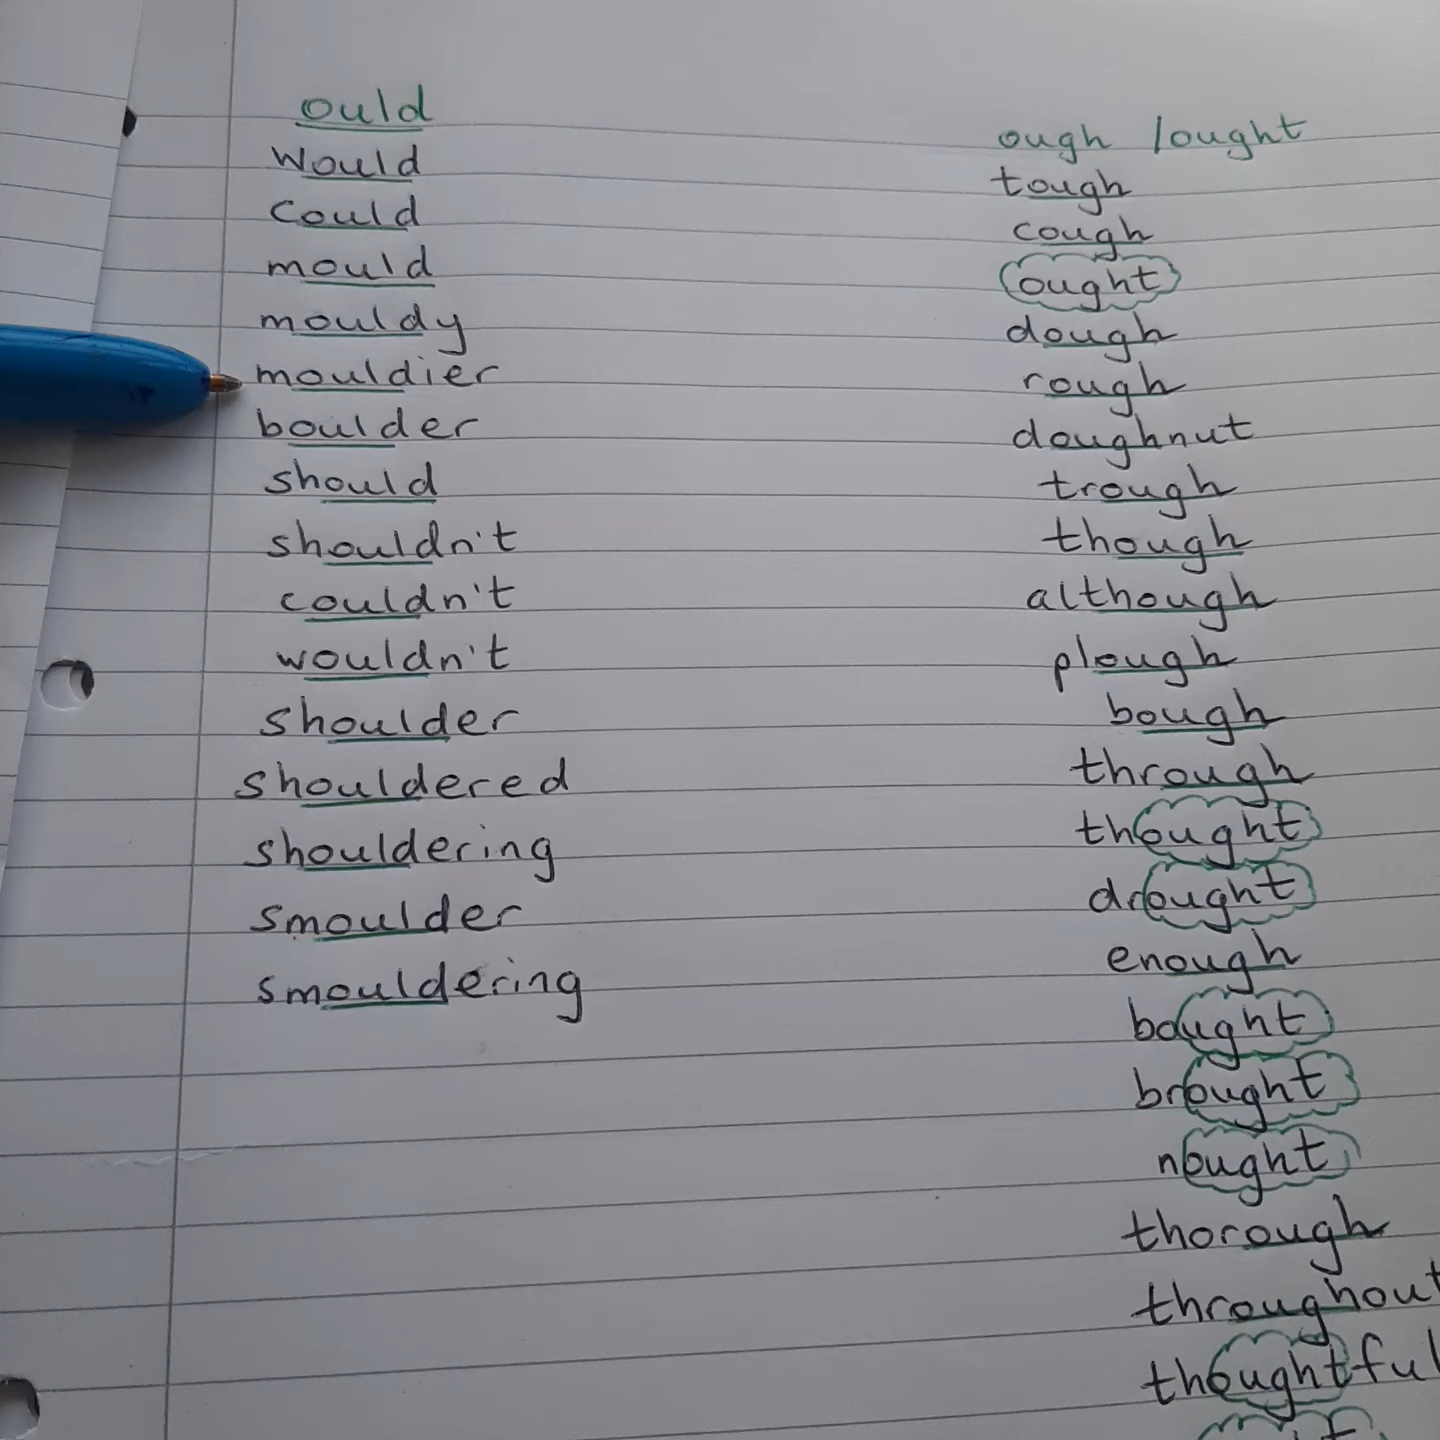 ould
would
could
mould
mouldy
mouldier
boulder
should
shouldn't
couldn't
wouldn't
shoulder
shouldered
shouldering
smoulder
smouldering
ough /ought
tough
cough
ought
dough
rough
doughnut
trough
though
although
plough
bough
through
thought
drought
enough
bought
brought
nought
thorough
throughout
thoughtful